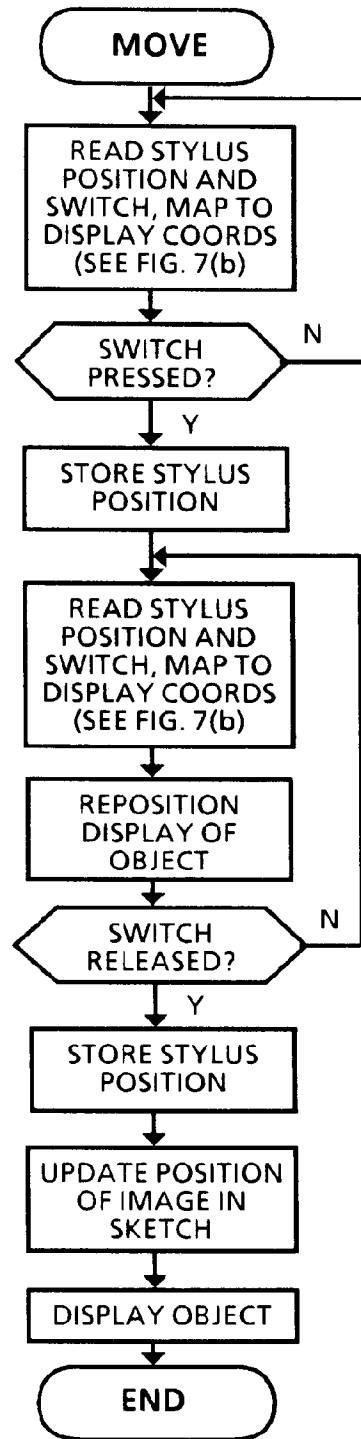 MOVE
READ STYLUS
POSITION AND
SWITCH, MAP TO
DISPLAY COORDS
(SEE FIG. 7(b)
SWITCH
PRESSED?
N
Y
STORE STYLUS
POSITION
READ STYLUS
POSITION AND
SWITCH, MAP TO
DISPLAY COORDS
(SEE FIG. 7(b)
REPOSITION
DISPLAY OF
OBJECT
SWITCH
RELEASED?
N
Y
STORE STYLUS
POSITION
UPDATE POSITION
OF IMAGE IN
SKETCH
DISPLAY OBJECT
END